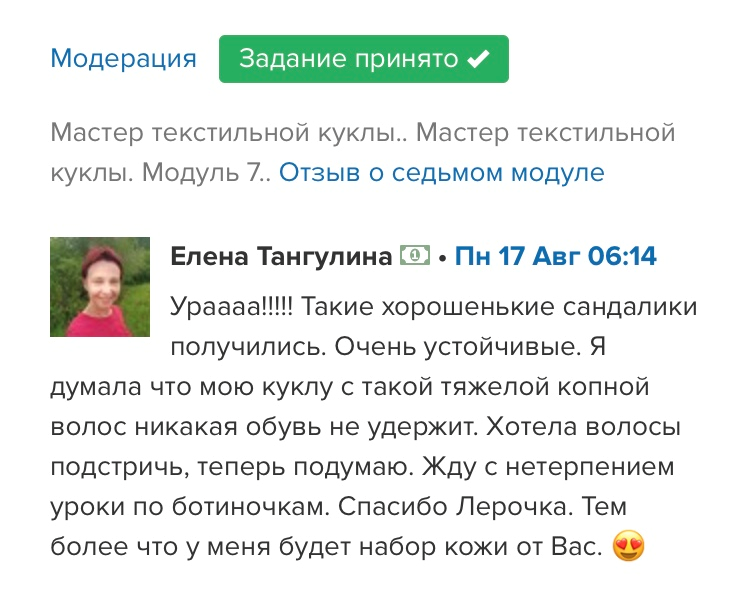 Модерация Задание принято
Мастер текстильной куклы.. Мастер текстильной
куклы. Модуль 7.. Отзыв о седьмом модуле
Елена Тангулина • Пн 17 Авг 06:14
Ураааа!!!!! Такие хорошенькие сандалики
получились. Очень устойчивые. Я
думала что мою куклу с такой тяжелой копной
волос никакая обувь не удержит. Хотела волосы
подстричь, теперь подумаю. Жду с нетерпением
уроки по ботиночкам. Спасибо Лерочка. Тем
более что у меня будет набор кожи от Вас. 😍